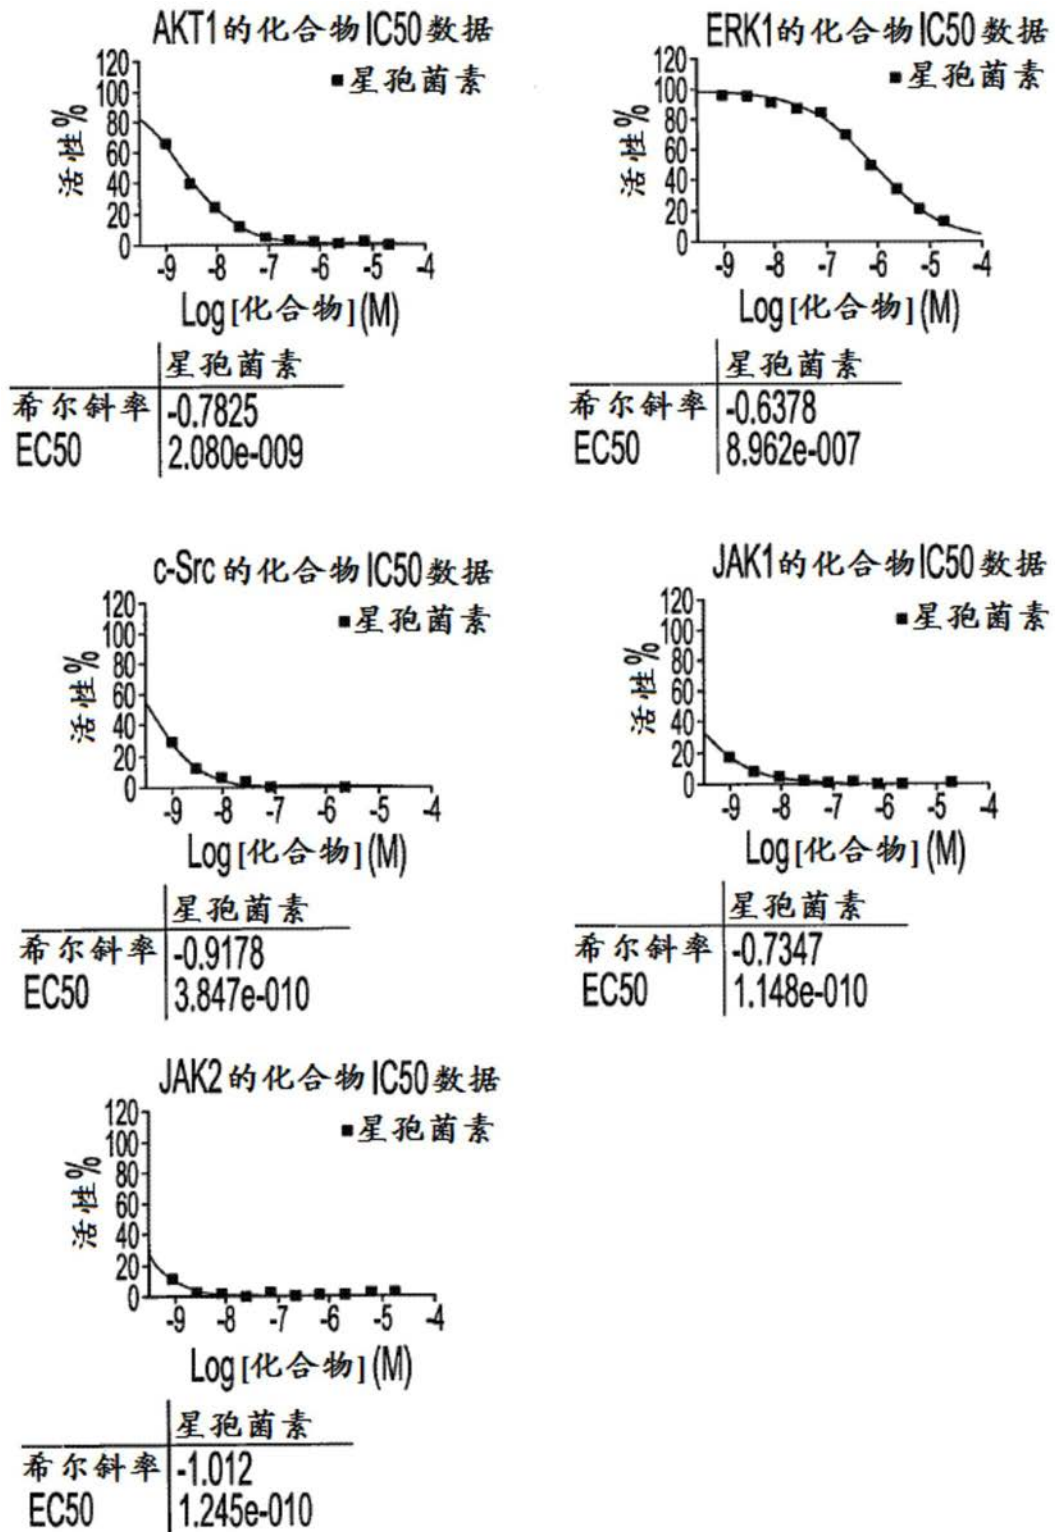 AKT1的化合物IC50数据
120
100
80
60
40
20
0
活性%
■星孢菌素
-9 -8 -7 -6 -5 -4
Log[化合物](M)
星孢菌素
希尔斜率 -0.7825
EC50 2.080e-009
ERK1的化合物IC50数据
120
100
80
60
40
20
0
活性%
■星孢菌素
-9 -8 -7 -6 -5 -4
Log[化合物](M)
星孢菌素
希尔斜率 -0.6378
EC50 8.962e-007
c-Src的化合物IC50数据
120
100
80
60
40
20
0
活性%
■星孢菌素
-9 -8 -7 -6 -5 -4
Log[化合物](M)
星孢菌素
希尔斜率 -0.9178
EC50 3.847e-010
JAK1的化合物IC50数据
120
100
80
60
40
20
0
活性%
■星孢菌素
-9 -8 -7 -6 -5 -4
Log[化合物](M)
星孢菌素
希尔斜率 -0.7347
EC50 1.148e-010
JAK2的化合物IC50数据
120
100
80
60
40
20
0
活性%
■星孢菌素
-9 -8 -7 -6 -5 -4
Log[化合物](M)
星孢菌素
希尔斜率 -1.012
EC50 1.245e-010